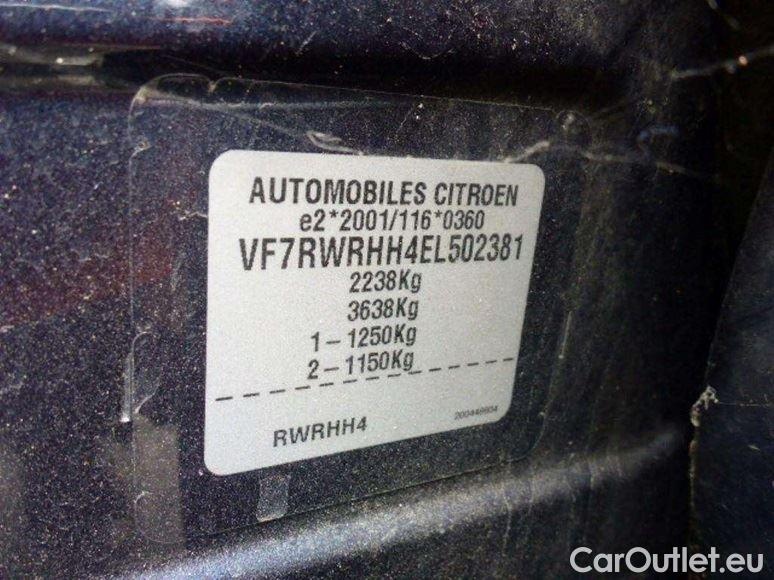 AUTOMOBILES CITROEN
e2*2001/116*0360
VF7RWRHH4EL502381
2238Kg
3638Kg
1-1250Kg
2-1150Kg
RWRHH4
CarOutlet.eu